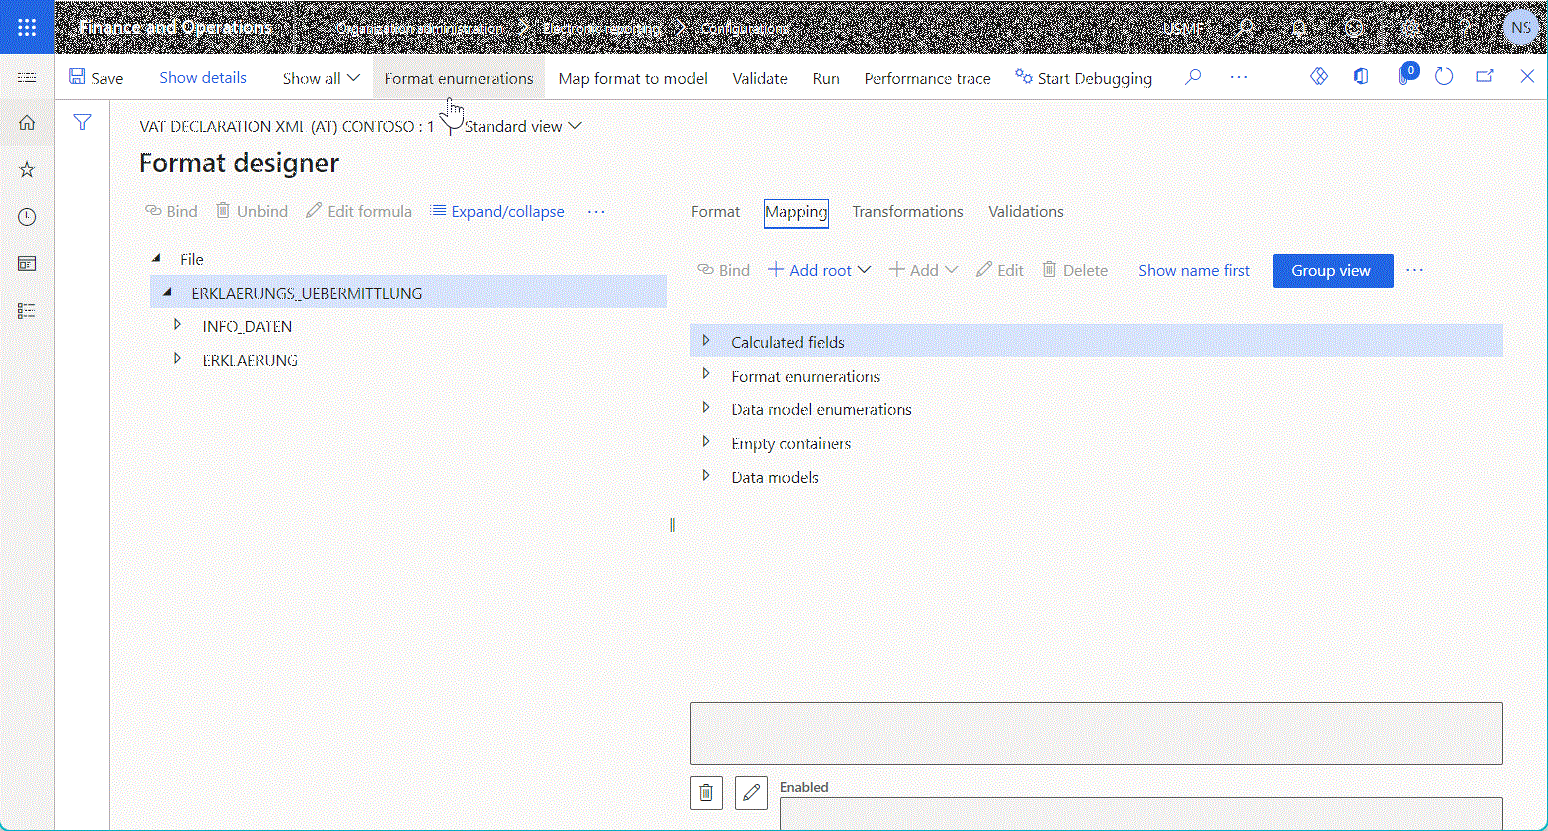 Finance and Operations Organization administration Electronic reporting Configurations USMF NS
Save Show details Show all Format enumerations Map format to model Validate Run Performance trace Start Debugging 0
VAT DECLARATION XML (AT) CONTOSO : 1 Standard view
Format designer
Bind Unbind Edit formula Expand/collapse
Format Mapping Transformations Validations
File
ERKLAERUNGS_UEBERMITTLUNG
INFO_DATEN
ERKLAERUNG
Bind Add root Add Edit Delete Show name first Group view
Calculated fields
Format enumerations
Data model enumerations
Empty containers
Data models
Enabled